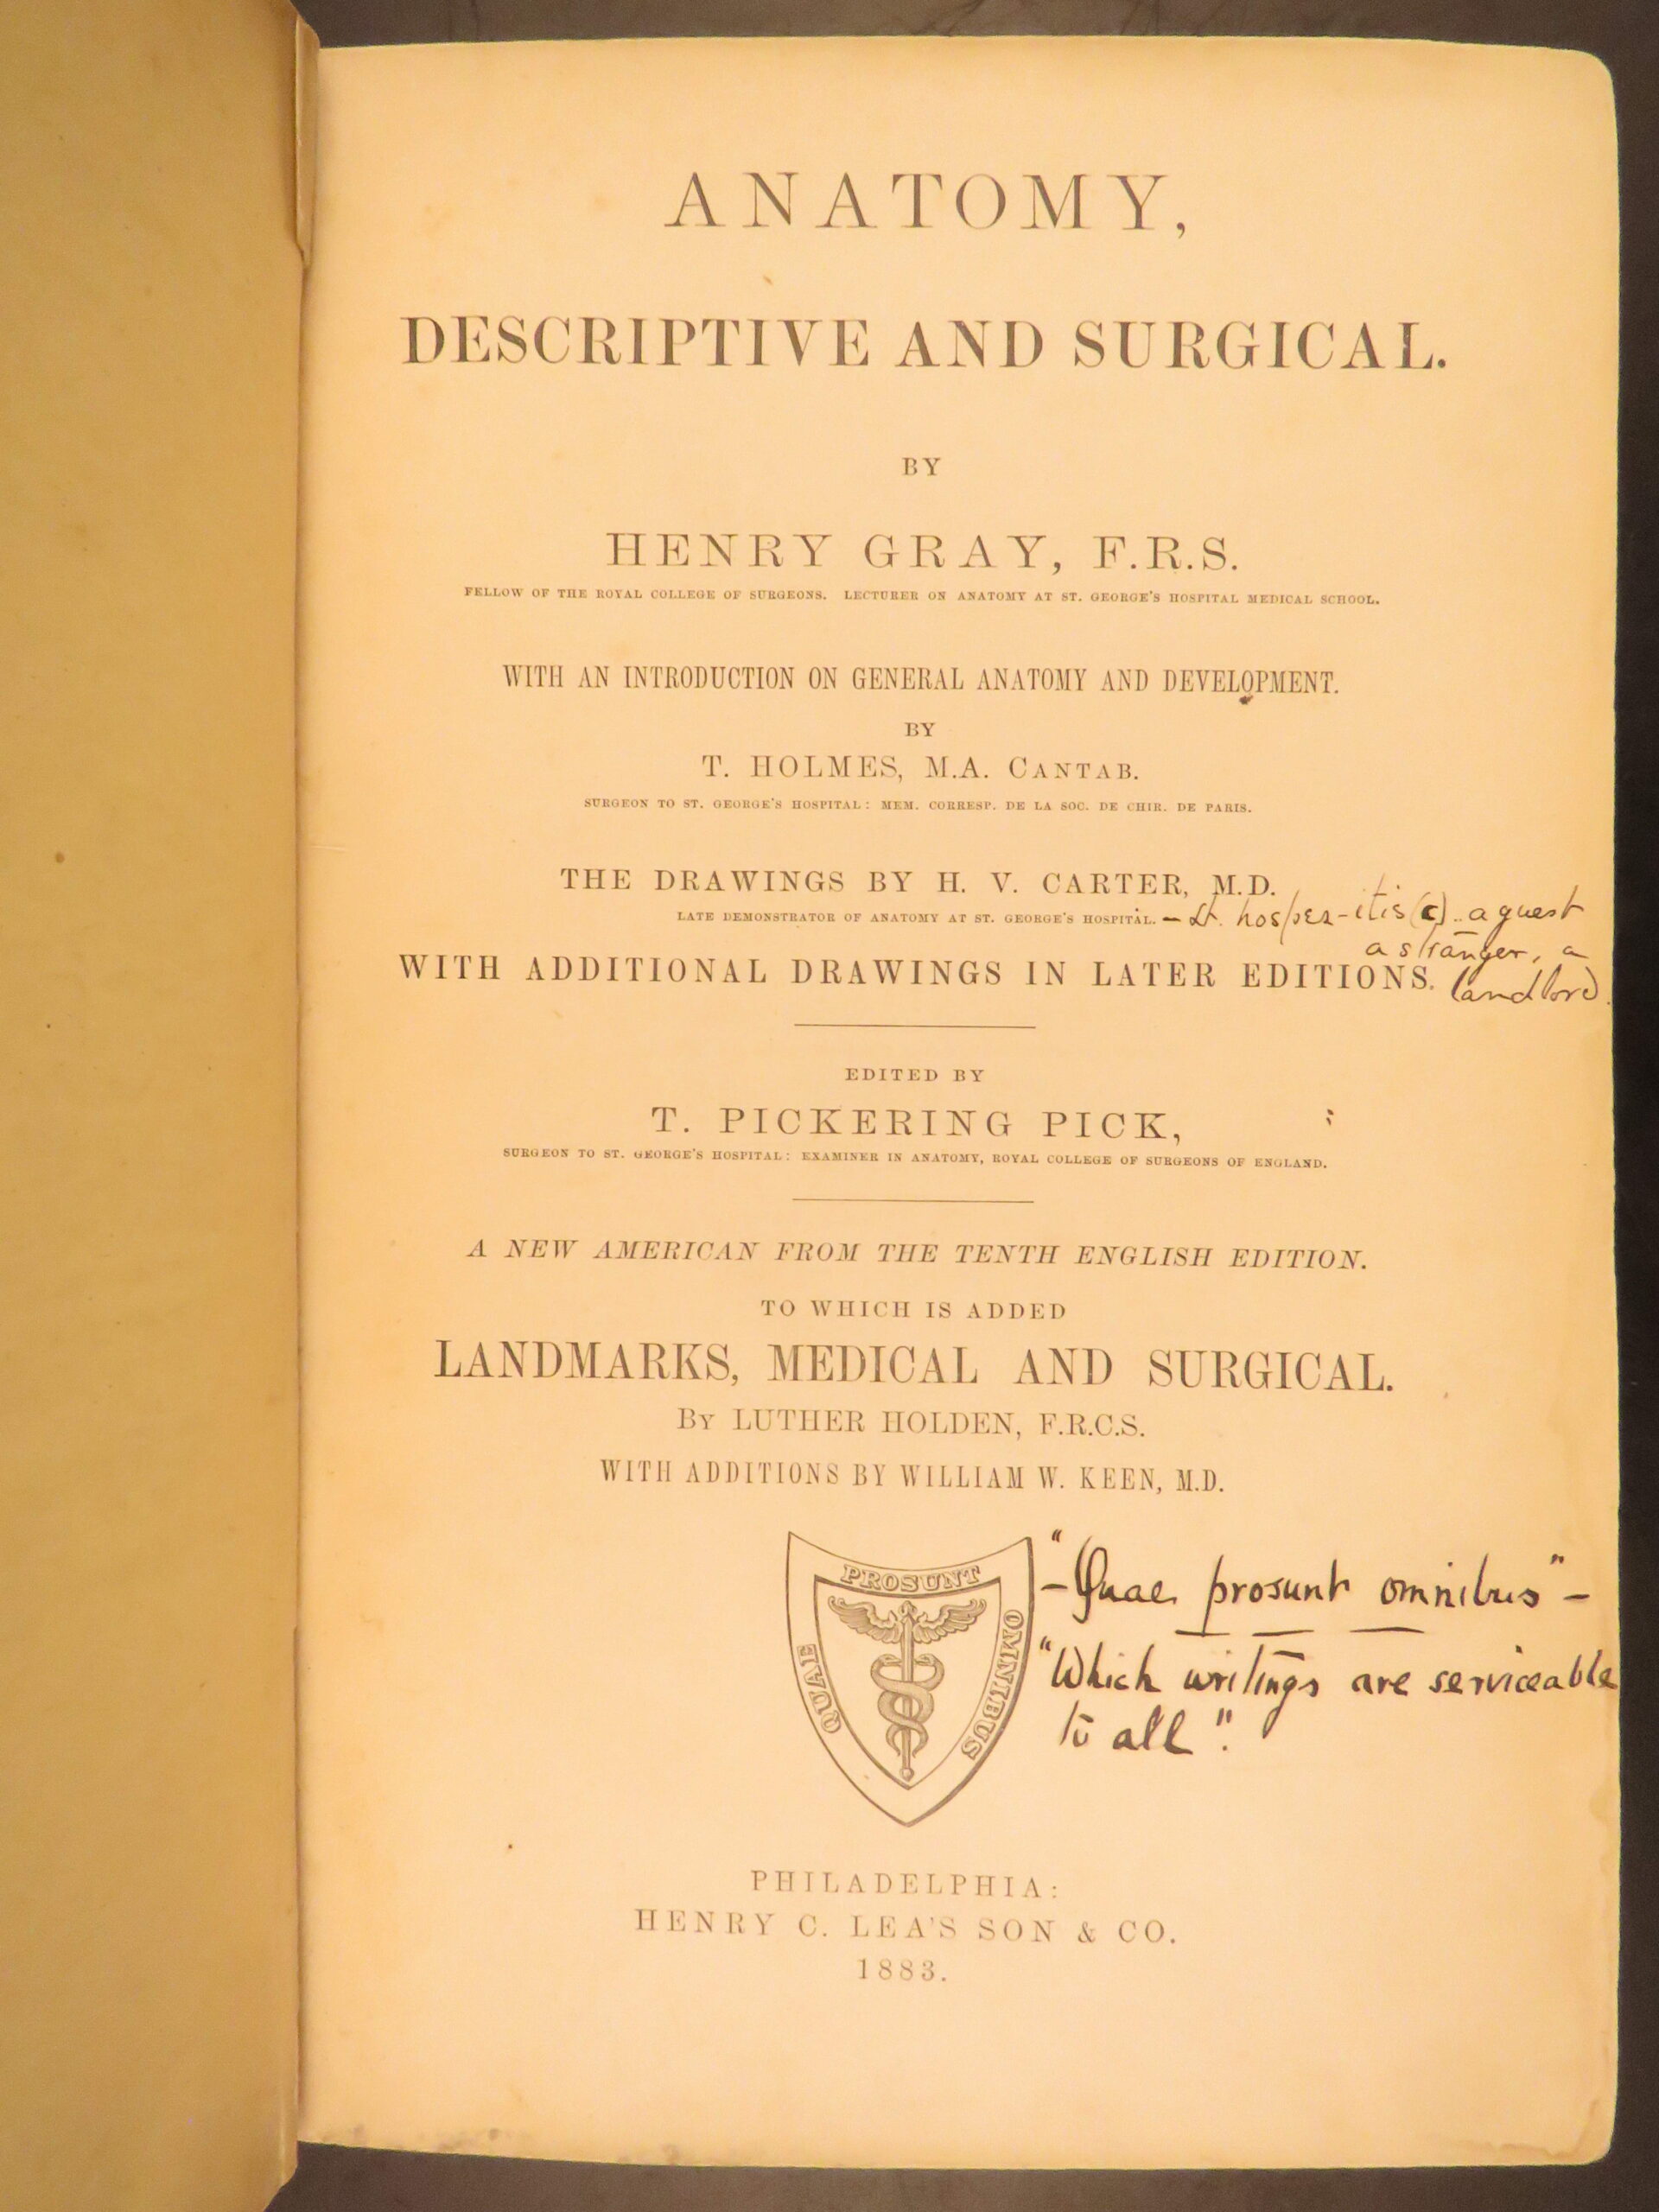 ANATOMY,
DESCRIPTIVE AND SURGICAL.
BY
HENRY GRAY, F.R.S.
FELLOW OF THE ROYAL COLLEGE OF SURGEONS. LECTURER ON ANATOMY AT ST. GEORGE'S HOSPITAL MEDICAL SCHOOL.
WITH AN INTRODUCTION ON GENERAL ANATOMY AND DEVELOPMENT.
BY
T. HOLMES, M.A. CANTAB.
SURGEON TO ST. GEORGE'S HOSPITAL: MEM. CORRESP. DE LA SOC. DE CHIR. DE PARIS.
THE DRAWINGS BY H. V. CARTER, M.D.
LATE DEMONSTRATOR OF ANATOMY AT ST. GEORGE'S HOSPITAL. – Lt. hospes-itis (c).. a guest
a stranger, a
landlord.
WITH ADDITIONAL DRAWINGS IN LATER EDITIONS.
EDITED BY
T. PICKERING PICK,
SURGEON TO ST. GEORGE'S HOSPITAL: EXAMINER IN ANATOMY, ROYAL COLLEGE OF SURGEONS OF ENGLAND.
A NEW AMERICAN FROM THE TENTH ENGLISH EDITION.
TO WHICH IS ADDED
LANDMARKS, MEDICAL AND SURGICAL.
BY LUTHER HOLDEN, F.R.C.S.
WITH ADDITIONS BY WILLIAM W. KEEN, M.D.
QUAE PROSUNT OMNIBUS
"– Quae prosunt omnibus" –
"Which writings are serviceable
to all".
PHILADELPHIA:
HENRY C. LEA'S SON & CO.
1883.